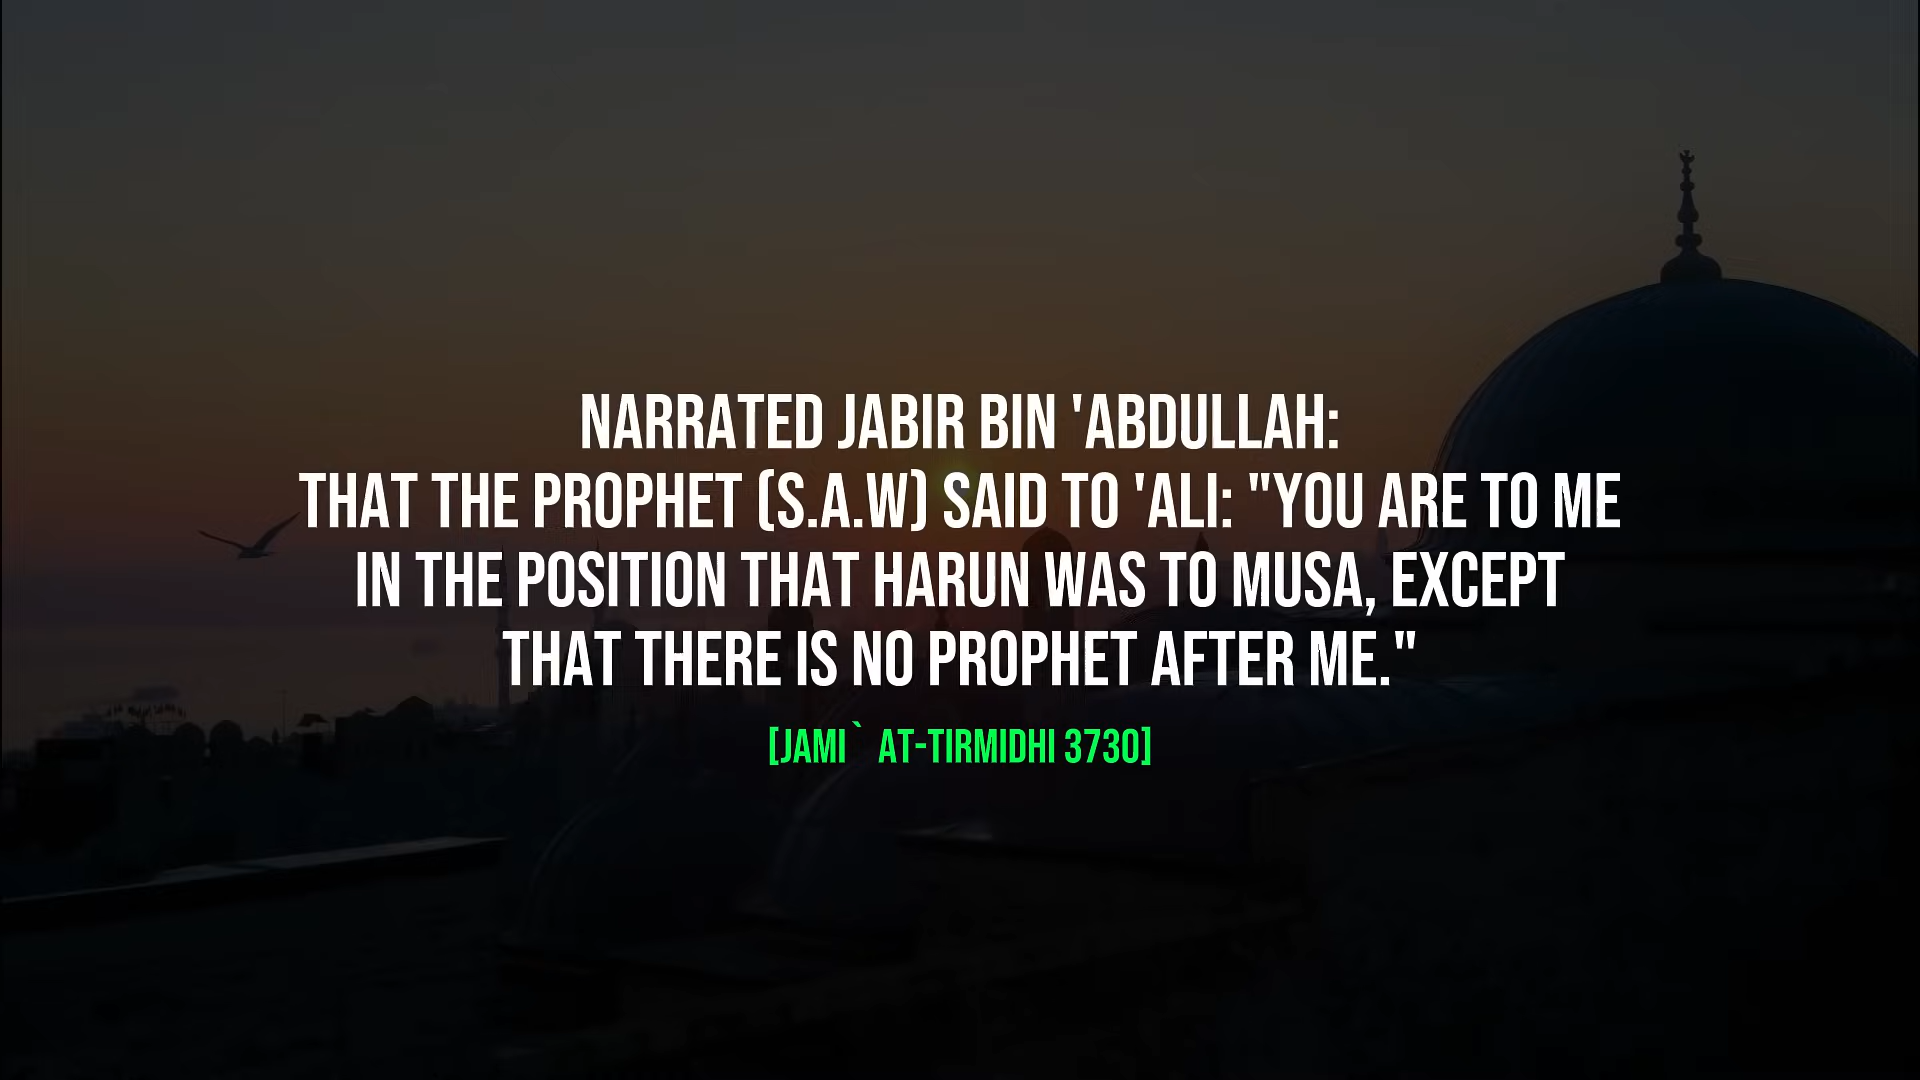 NARRATED JABIR BIN 'ABDULLAH:
THAT THE PROPHET (S.A.W) SAID TO 'ALI: "YOU ARE TO ME
IN THE POSITION THAT HARUN WAS TO MUSA, EXCEPT
THAT THERE IS NO PROPHET AFTER ME."
[JAMI` AT-TIRMIDHI 3730]